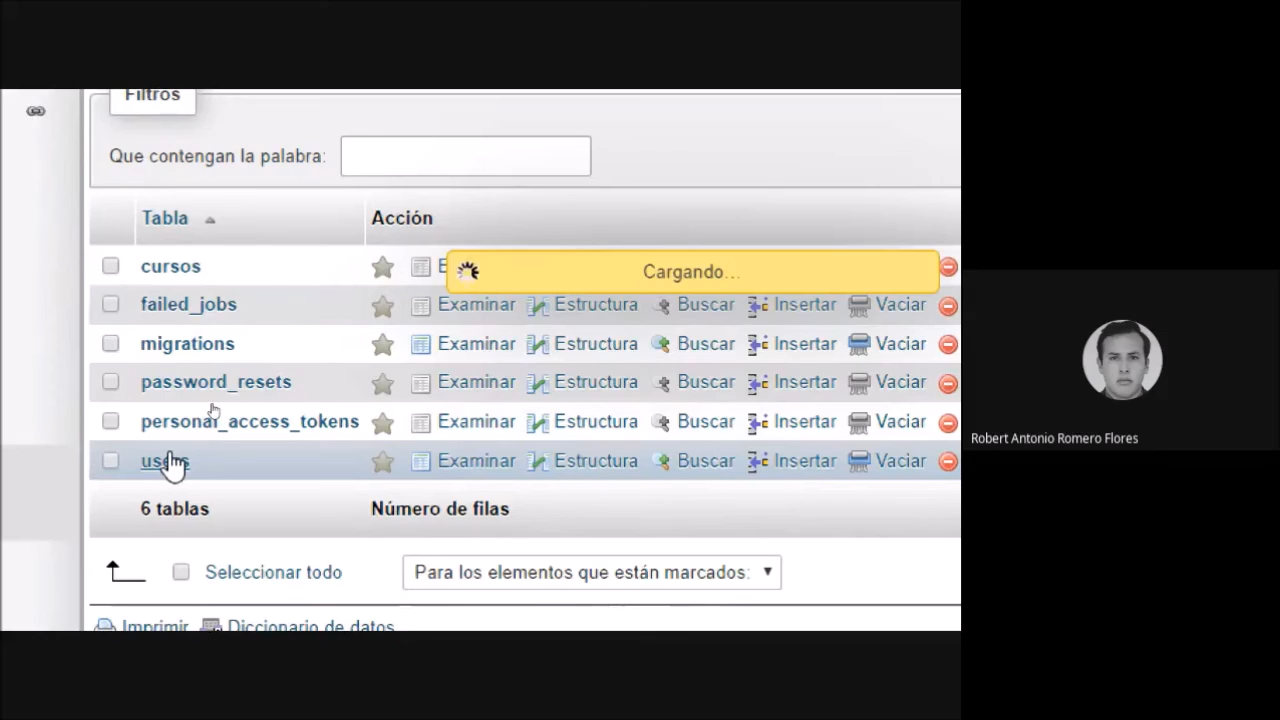 Filtros
Que contengan la palabra:
Tabla Acción
cursos
Cargando...
failed_jobs Examinar Estructura Buscar Insertar Vaciar
migrations Examinar Estructura Buscar Insertar Vaciar
password_resets Examinar Estructura Buscar Insertar Vaciar
personal_access_tokens Examinar Estructura Buscar Insertar Vaciar
users Examinar Estructura Buscar Insertar Vaciar
6 tablas Número de filas
Seleccionar todo Para los elementos que están marcados:
Imprimir Diccionario de datos
Robert Antonio Romero Flores